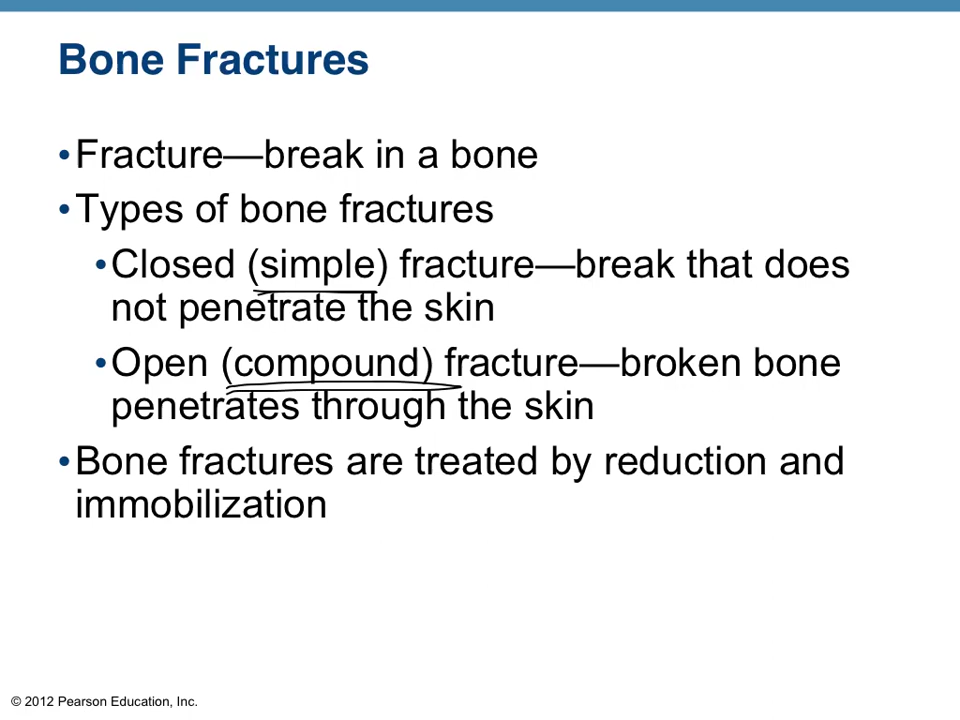 Bone Fractures
•Fracture—break in a bone
•Types of bone fractures
•Closed (simple) fracture—break that does
not penetrate the skin
•Open (compound) fracture—broken bone
penetrates through the skin
•Bone fractures are treated by reduction and
immobilization
© 2012 Pearson Education, Inc.